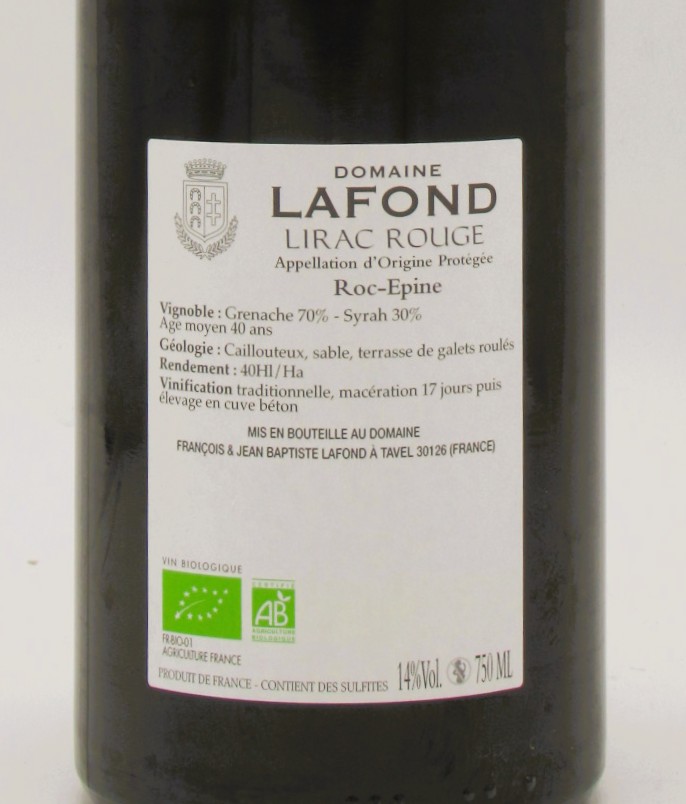 DOMAINE
LAFOND
LIRAC ROUGE
Appellation d'Origine Protégée
Roc-Epine
Vignoble : Grenache 70% - Syrah 30%
Age moyen 40 ans
Géologie : Caillouteux, sable, terrasse de galets roulés
Rendement : 40Hl/Ha
Vinification traditionnelle, macération 17 jours puis
élevage en cuve béton
MIS EN BOUTEILLE AU DOMAINE
FRANÇOIS & JEAN BAPTISTE LAFOND À TAVEL 30126 (FRANCE)
VIN BIOLOGIQUE
CERTIFIÉ
AB
AGRICULTURE
BIOLOGIQUE
FR-BIO-01
AGRICULTURE FRANCE
PRODUIT DE FRANCE - CONTIENT DES SULFITES 14%Vol. 750 ML